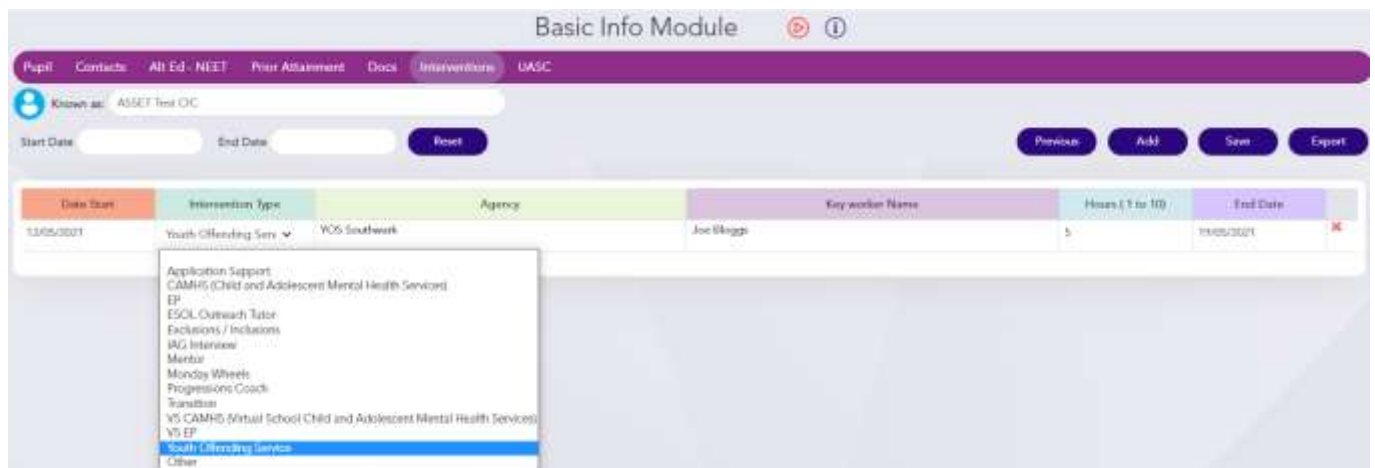 Basic Info Module
Pupil Contacts Alt Ed - NEET Prior Attainment Docs Interventions UASC
Known as: ASSET Test CIC
Start Date End Date Reset Previous Add Save Export
Date Start Intervention Type Agency Key worker Name Hours ( 1 to 10) End Date
Youth Offending Serv YOS Southwark Joe Bloggs 5 19/05/2021
Application Support
CAMHS (Child and Adolescent Mental Health Services)
EP
ESOL Outreach Tutor
Exclusions / Inclusions
IAG Interview
Mentor
Monday Wheels
Progressions Coach
Transition
VS CAMHS (Virtual School Child and Adolescent Mental Health Services)
VS EP
Youth Offending Service
Other